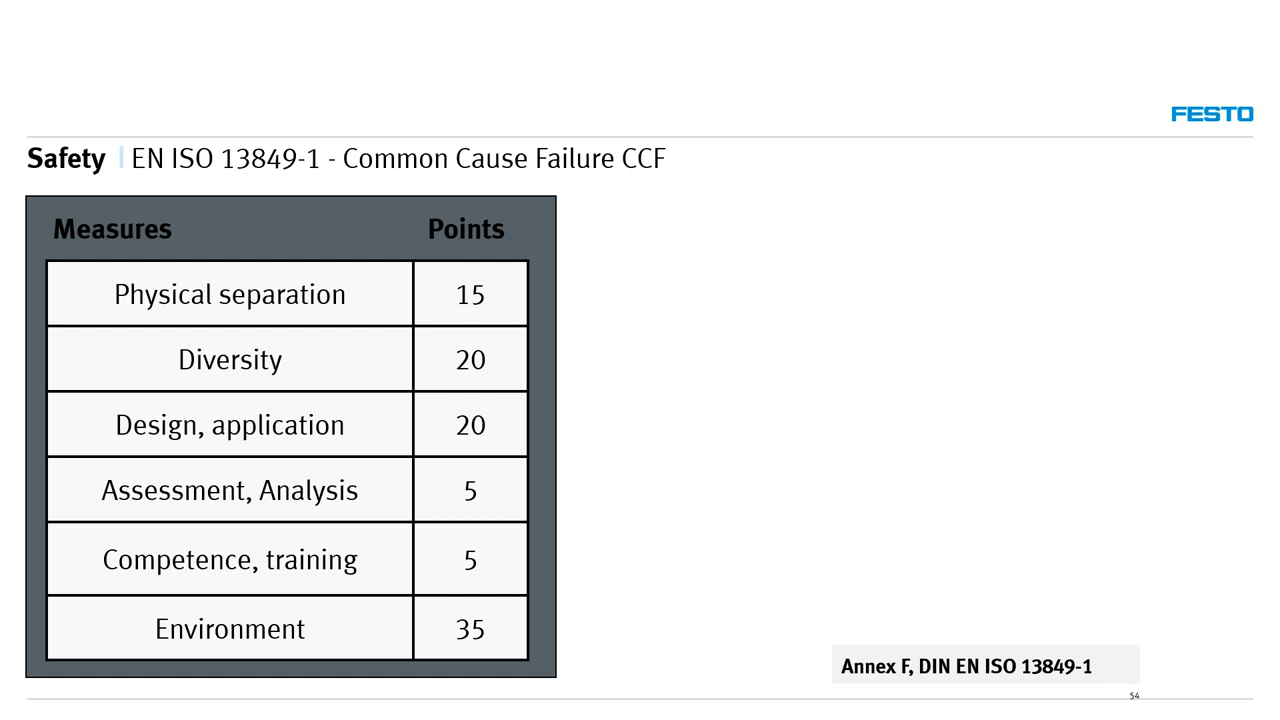 FESTO
Safety | EN ISO 13849-1 - Common Cause Failure CCF
Measures Points
Physical separation 15
Diversity 20
Design, application 20
Assessment, Analysis 5
Competence, training 5
Environment 35
Annex F, DIN EN ISO 13849-1
54